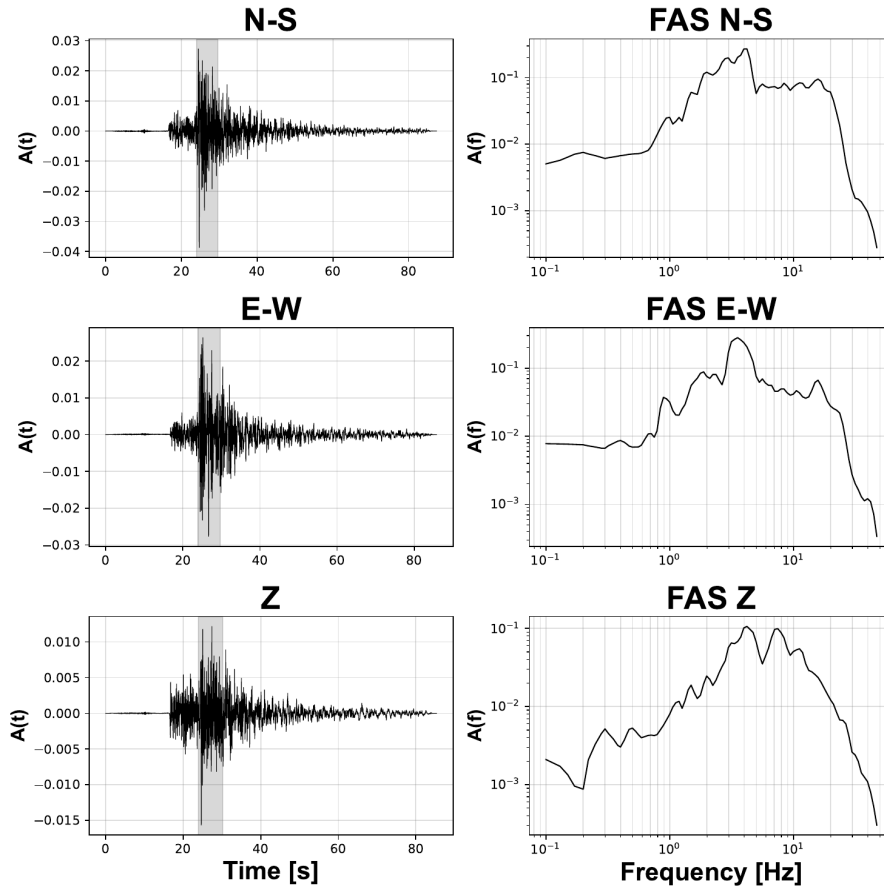 N-S
FAS N-S
A(t)
0.03
0.02
0.01
0.00
−0.01
−0.02
−0.03
−0.04
0 20 40 60 80
A(f)
10⁻¹
10⁻²
10⁻³
10⁻¹ 10⁰ 10¹
E-W
FAS E-W
A(t)
0.02
0.01
0.00
−0.01
−0.02
−0.03
0 20 40 60 80
A(f)
10⁻¹
10⁻²
10⁻³
10⁻¹ 10⁰ 10¹
Z
FAS Z
A(t)
0.010
0.005
0.000
−0.005
−0.010
−0.015
0 20 40 60 80
Time [s]
A(f)
10⁻¹
10⁻²
10⁻³
10⁻¹ 10⁰ 10¹
Frequency [Hz]